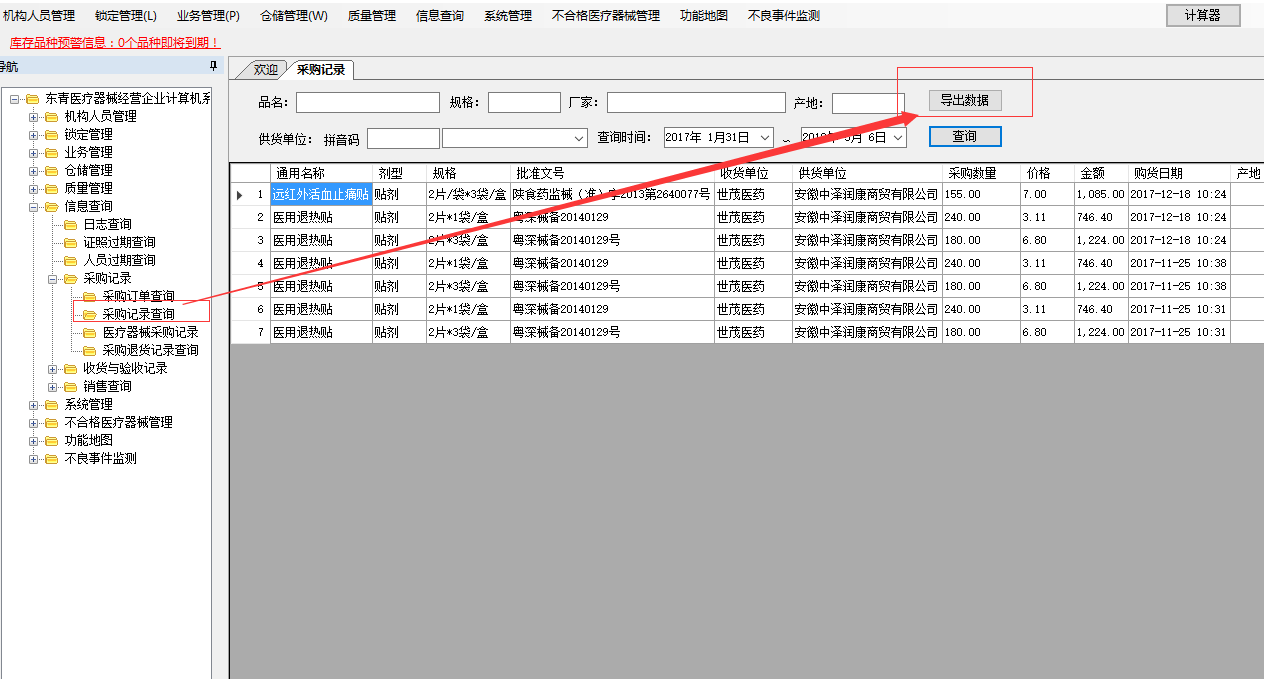 机构人员管理 锁定管理(L) 业务管理(P) 仓储管理(W) 质量管理 信息查询 系统管理 不合格医疗器械管理 功能地图 不良事件监测 计算器
库存品种预警信息：0个品种即将到期！
导航
东青医疗器械经营企业计算机系
机构人员管理
锁定管理
业务管理
仓储管理
质量管理
信息查询
日志查询
证照过期查询
人员过期查询
采购记录
采购订单查询
采购记录查询
医疗器械采购记录
采购退货记录查询
收货与验收记录
销售查询
系统管理
不合格医疗器械管理
功能地图
不良事件监测
欢迎 采购记录
品名： 规格： 厂家： 产地： 导出数据
供货单位： 拼音码 查询时间： 2017年 1月31日 ～ 2018年 3月 6日 查询
通用名称 剂型 规格 批准文号 收货单位 供货单位 采购数量 价格 金额 购货日期 产地
1 远红外活血止痛贴 贴剂 2片/袋*3袋/盒 陕食药监械（准）字2013第2640077号 世茂医药 安徽中泽润康商贸有限公司 155.00 7.00 1,085.00 2017-12-18 10:24
2 医用退热贴 贴剂 2片*1袋/盒 粤深械备20140129 世茂医药 安徽中泽润康商贸有限公司 240.00 3.11 746.40 2017-12-18 10:24
3 医用退热贴 贴剂 2片*3袋/盒 粤深械备20140129号 世茂医药 安徽中泽润康商贸有限公司 180.00 6.80 1,224.00 2017-12-18 10:24
4 医用退热贴 贴剂 2片*1袋/盒 粤深械备20140129 世茂医药 安徽中泽润康商贸有限公司 240.00 3.11 746.40 2017-11-25 10:38
5 医用退热贴 贴剂 2片*3袋/盒 粤深械备20140129号 世茂医药 安徽中泽润康商贸有限公司 180.00 6.80 1,224.00 2017-11-25 10:38
6 医用退热贴 贴剂 2片*1袋/盒 粤深械备20140129 世茂医药 安徽中泽润康商贸有限公司 240.00 3.11 746.40 2017-11-25 10:31
7 医用退热贴 贴剂 2片*3袋/盒 粤深械备20140129号 世茂医药 安徽中泽润康商贸有限公司 180.00 6.80 1,224.00 2017-11-25 10:31